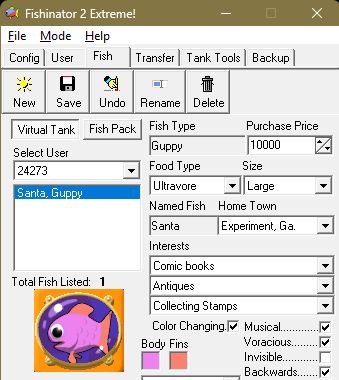 Fishinator 2 Extreme!
File Mode Help
Config User Fish Transfer Tank Tools Backup
New Save Undo Rename Delete
Virtual Tank Fish Pack
Select User
24273
Santa, Guppy
Total Fish Listed: 1
Fish Type Purchase Price
Guppy 10000
Food Type Size
Ultravore Large
Named Fish Home Town
Santa Experiment, Ga.
Interests
Comic books
Antiques
Collecting Stamps
Color Changing.
Body Fins
Musical.............
Voracious..........
Invisible.............
Backwards.......